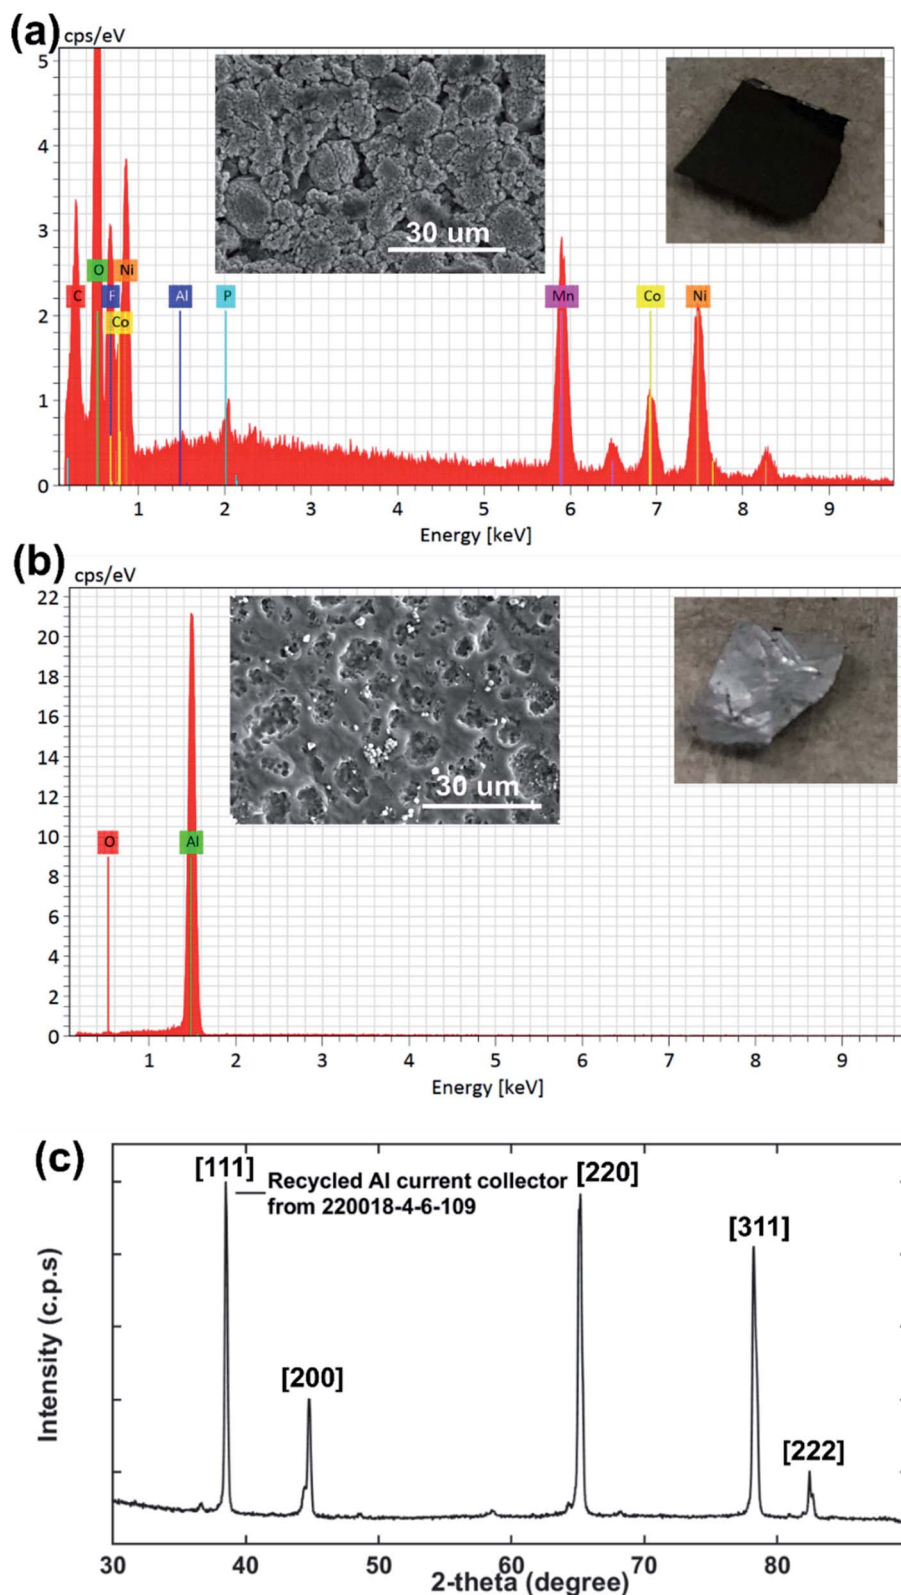 (a)
cps/eV
5
4
3
2
1
0
30 um
C
O
F
Co
Ni
Al
P
Mn
Co
Ni
1 2 3 4 5 6 7 8 9
Energy [keV]
(b)
cps/eV
22
20
18
16
14
12
10
8
6
4
2
0
30 um
O
Al
1 2 3 4 5 6 7 8 9
Energy [keV]
(c)
[111]
Recycled Al current collector
from 220018-4-6-109
[200]
[220]
[311]
[222]
Intensity (c.p.s)
30 40 50 60 70 80
2-theta (degree)